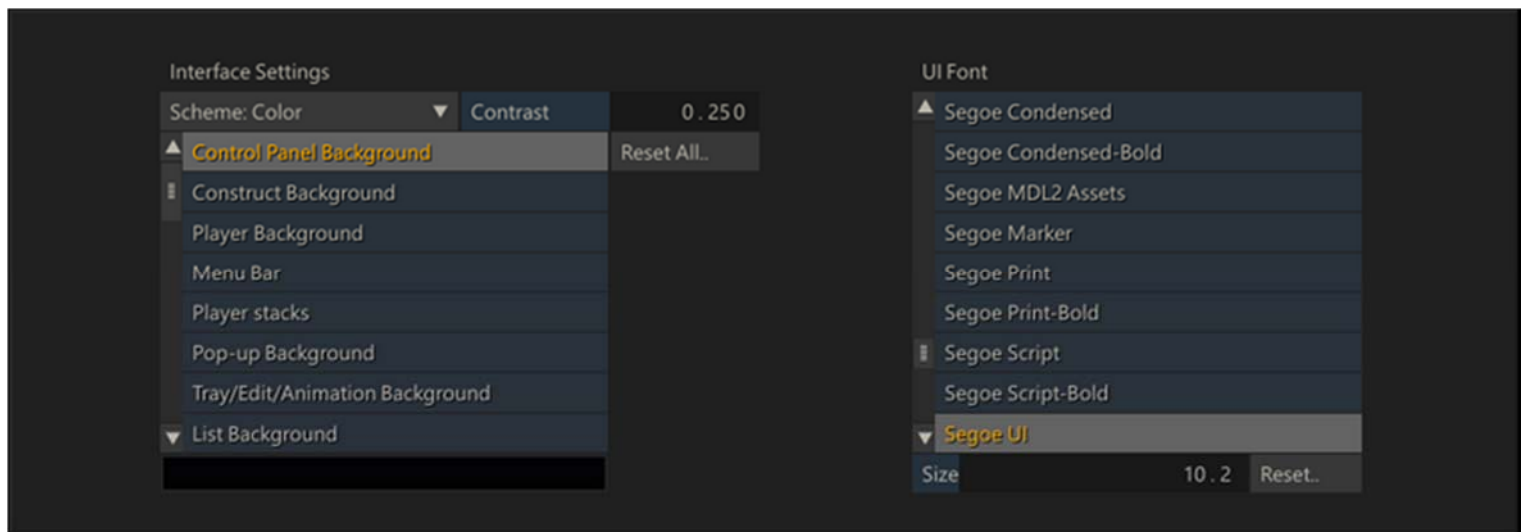 Interface Settings
Scheme: Color
Contrast
0.250
Control Panel Background
Reset All..
Construct Background
Player Background
Menu Bar
Player stacks
Pop-up Background
Tray/Edit/Animation Background
List Background
UI Font
Segoe Condensed
Segoe Condensed-Bold
Segoe MDL2 Assets
Segoe Marker
Segoe Print
Segoe Print-Bold
Segoe Script
Segoe Script-Bold
Segoe UI
Size
10.2
Reset..